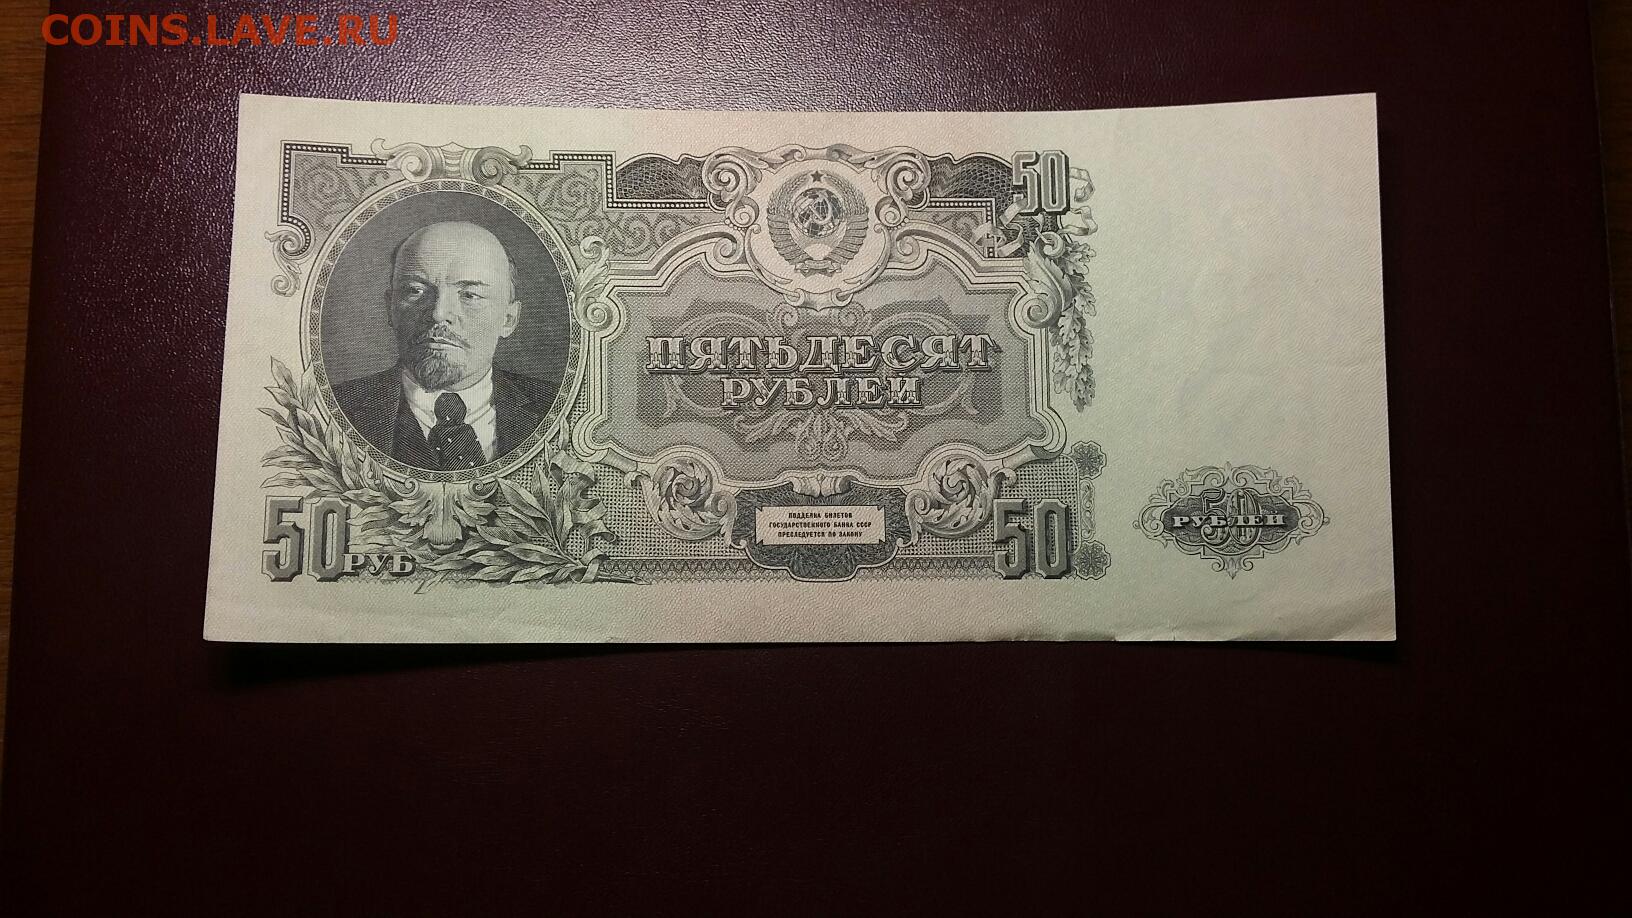 COINS.LAVE.RU
50
ПЯТЬДЕСЯТ
РУБЛЕЙ
50 РУБ
ПОДДЕЛКА БИЛЕТОВ
ГОСУДАРСТВЕННОГО БАНКА СССР
ПРЕСЛЕДУЕТСЯ ПО ЗАКОНУ
50
50
РУБЛЕЙ